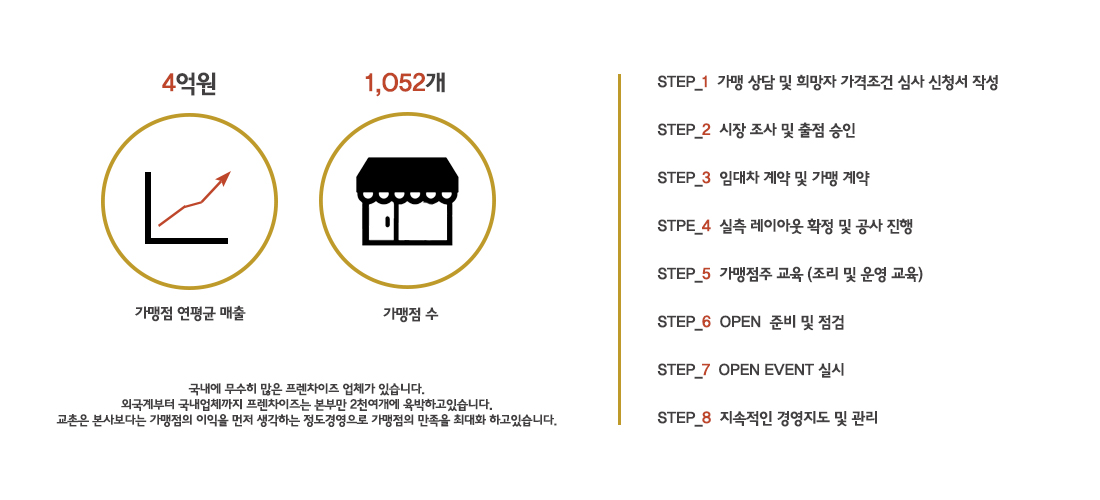 4억원
1,052개
가맹점 연평균 매출
가맹점 수
국내에 무수히 많은 프렌차이즈 업체가 있습니다.
외국계부터 국내업체까지 프렌차이즈는 본부만 2천여개에 육박하고있습니다.
교촌은 본사보다는 가맹점의 이익을 먼저 생각하는 정도경영으로 가맹점의 만족을 최대화 하고있습니다.
STEP_1 가맹 상담 및 희망자 가격조건 심사 신청서 작성
STEP_2 시장 조사 및 출점 승인
STEP_3 임대차 계약 및 가맹 계약
STPE_4 실측 레이아웃 확정 및 공사 진행
STEP_5 가맹점주 교육 (조리 및 운영 교육)
STEP_6 OPEN 준비 및 점검
STEP_7 OPEN EVENT 실시
STEP_8 지속적인 경영지도 및 관리